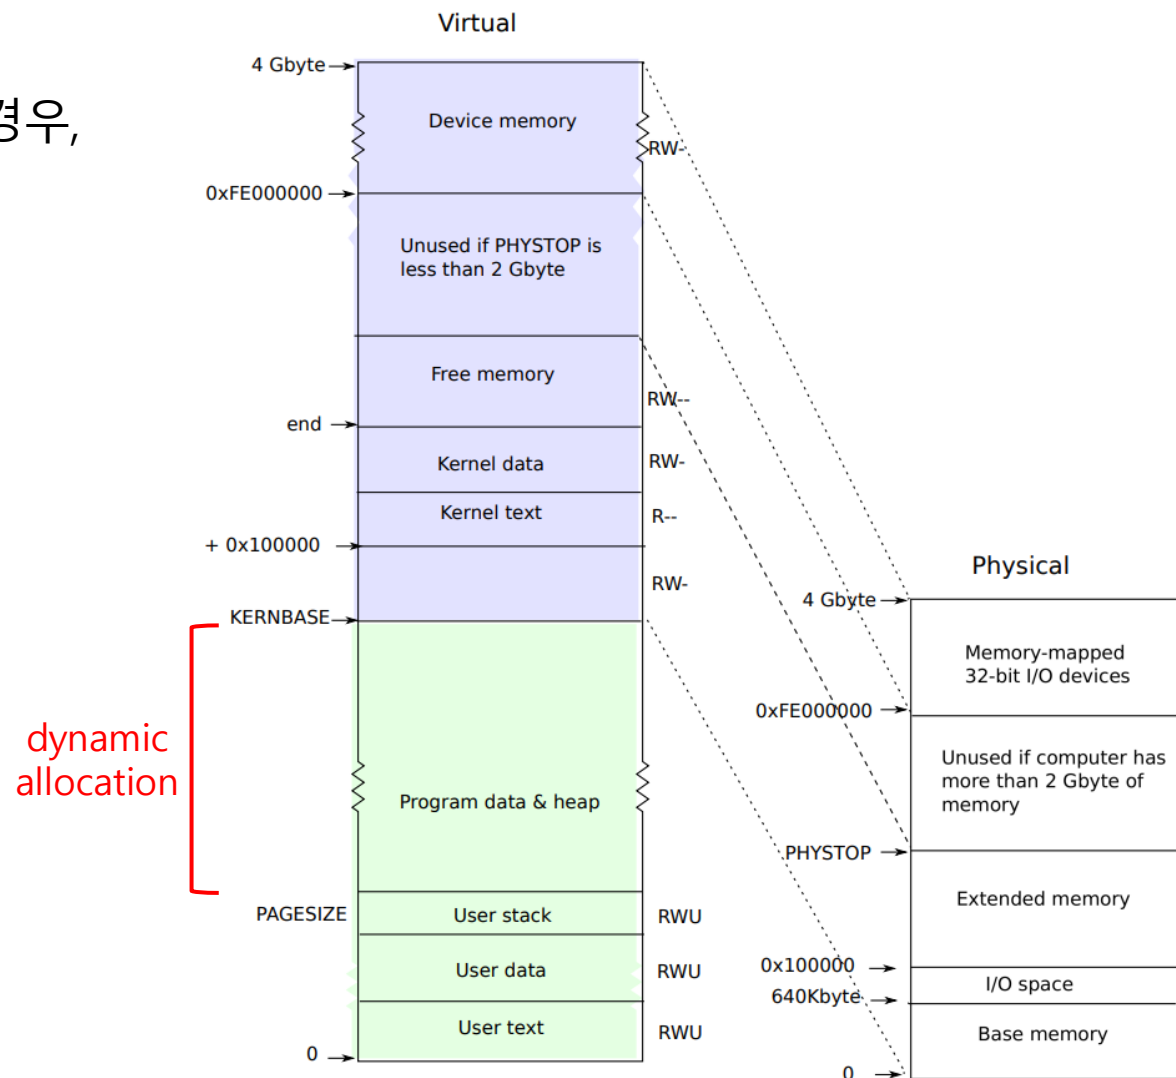 Virtual
4 Gbyte
경우,
Device memory
RW-
0xFE000000
Unused if PHYSTOP is
less than 2 Gbyte
Free memory
RW--
end
Kernel data
RW-
Kernel text
R--
+ 0x100000
RW-
KERNBASE
dynamic
allocation
Program data & heap
PAGESIZE
User stack
RWU
User data
RWU
User text
RWU
0
Physical
4 Gbyte
Memory-mapped
32-bit I/O devices
0xFE000000
Unused if computer has
more than 2 Gbyte of
memory
PHYSTOP
Extended memory
0x100000
I/O space
640Kbyte
Base memory
0